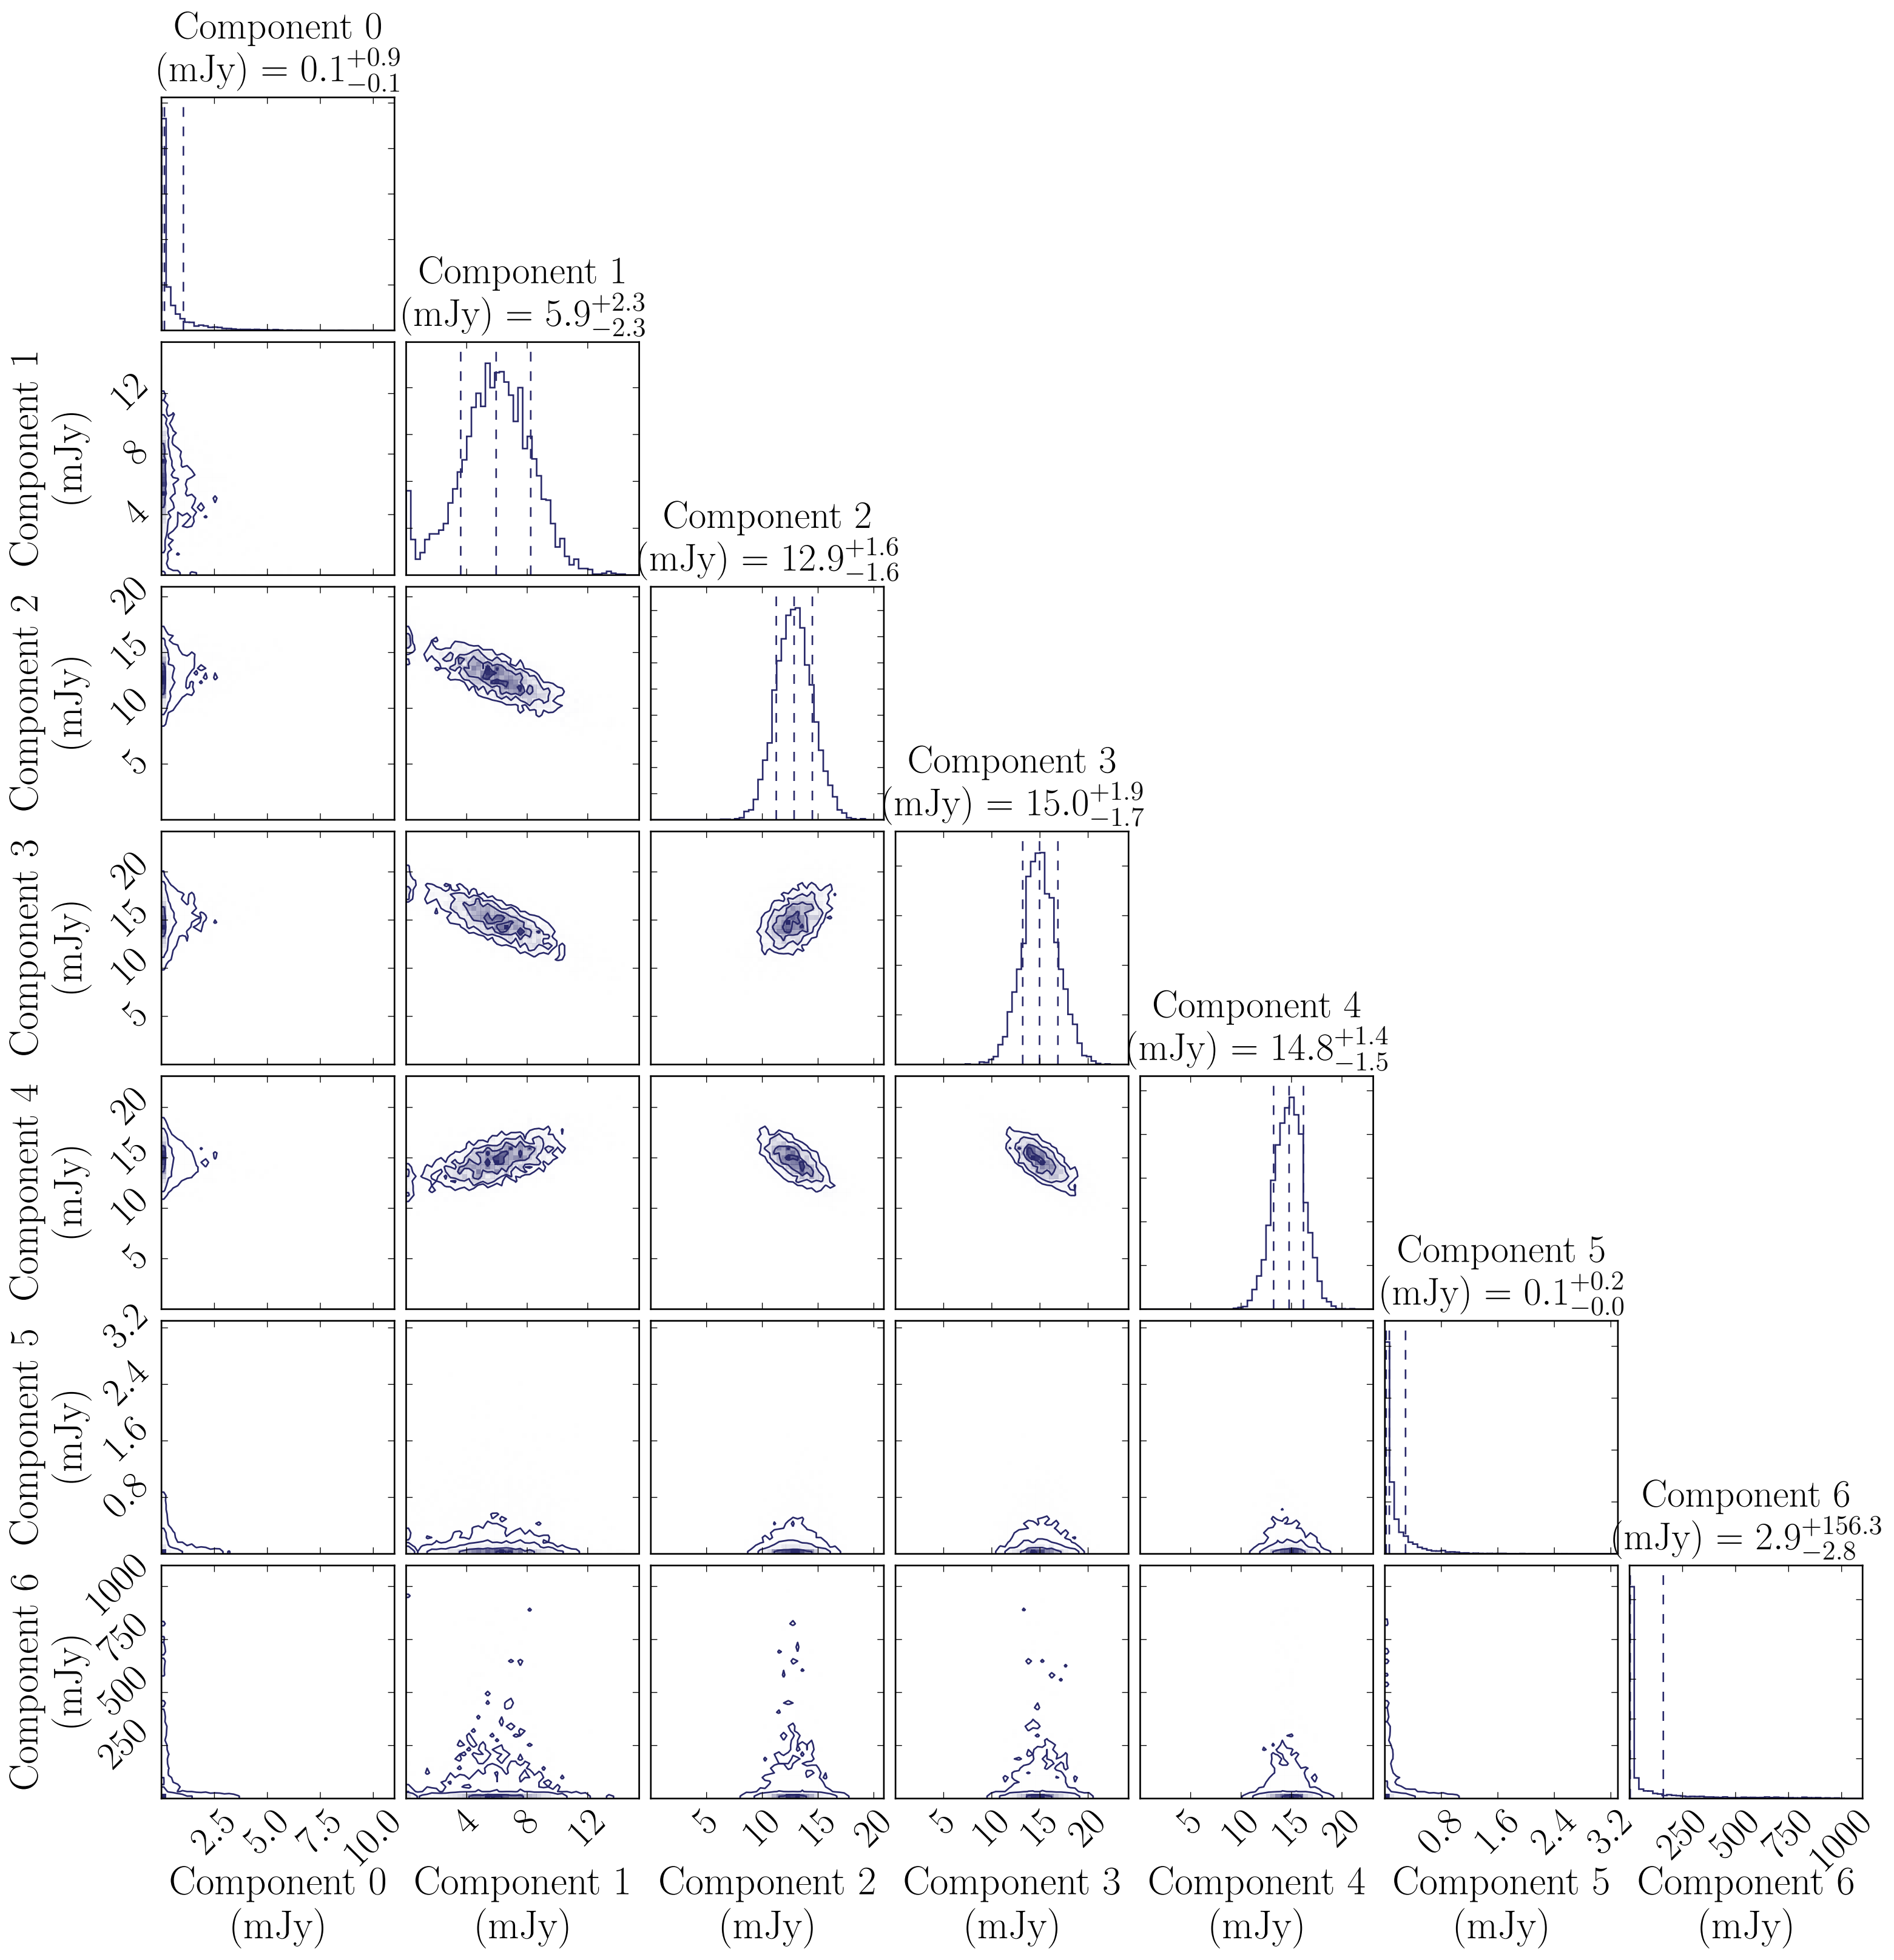 Component 0
(mJy) = 0.1^{+0.9}_{-0.1}
Component 1
(mJy) = 5.9^{+2.3}_{-2.3}
Component 2
(mJy) = 12.9^{+1.6}_{-1.6}
Component 3
(mJy) = 15.0^{+1.9}_{-1.7}
Component 4
(mJy) = 14.8^{+1.4}_{-1.5}
Component 5
(mJy) = 0.1^{+0.2}_{-0.0}
Component 6
(mJy) = 2.9^{+156.3}_{-2.8}
Component 1
(mJy)
12
8
4
Component 2
(mJy)
20
15
10
5
Component 3
(mJy)
20
15
10
5
Component 4
(mJy)
20
15
10
5
Component 5
(mJy)
3.2
2.4
1.6
0.8
Component 6
(mJy)
1000
750
500
250
2.5 5.0 7.5 10.0
4 8 12
5 10 15 20
5 10 15 20
5 10 15 20
0.8 1.6 2.4 3.2
250 500 750 1000
Component 0
(mJy)
Component 1
(mJy)
Component 2
(mJy)
Component 3
(mJy)
Component 4
(mJy)
Component 5
(mJy)
Component 6
(mJy)